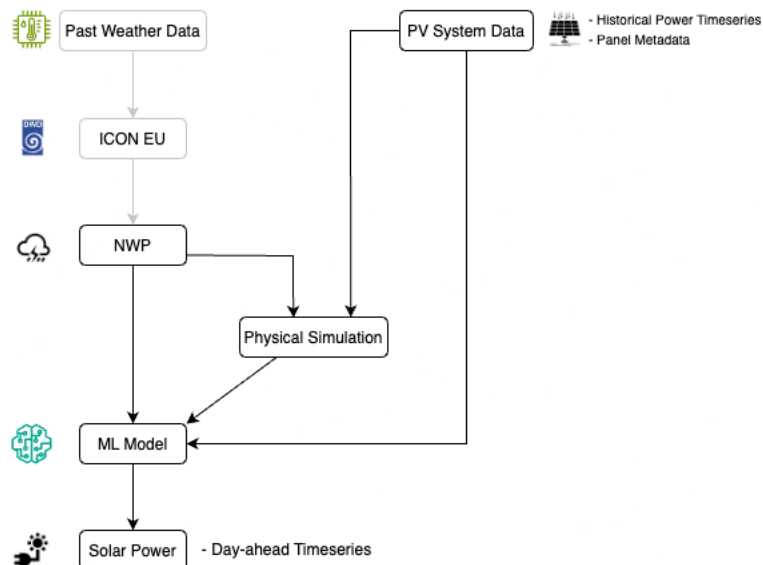 Past Weather Data
PV System Data
- Historical Power Timeseries
- Panel Metadata
DWD
ICON EU
NWP
Physical Simulation
ML Model
Solar Power
- Day-ahead Timeseries